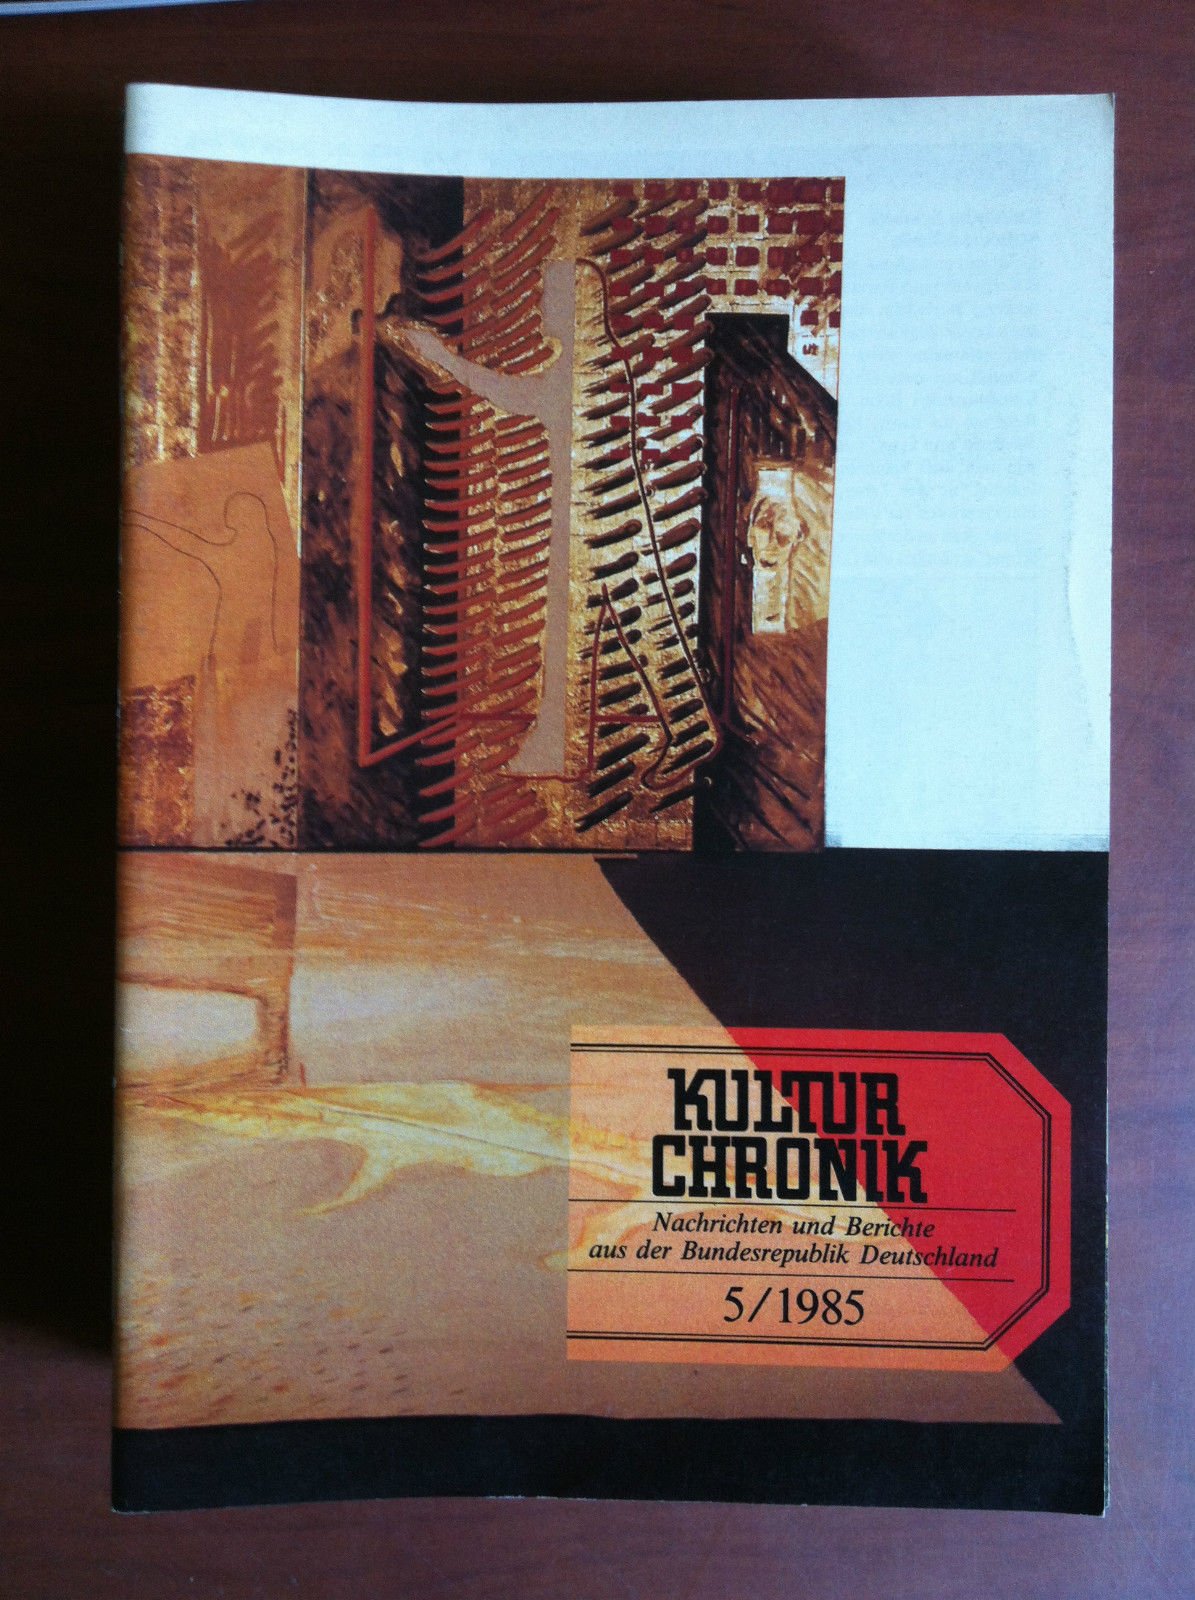 KULTUR
CHRONIK
Nachrichten und Berichte
aus der Bundesrepublik Deutschland
5/1985